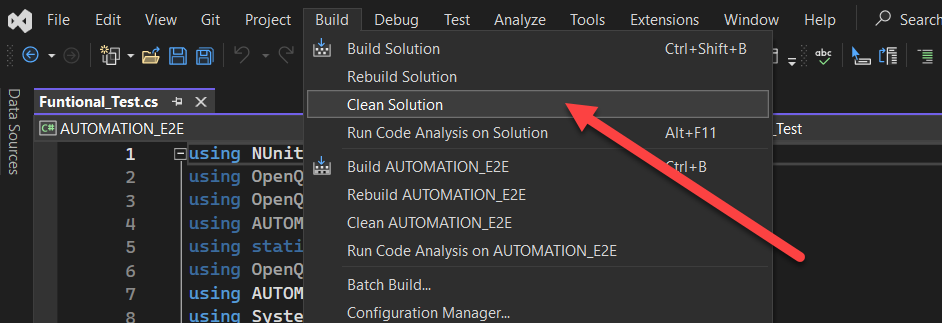 File Edit View Git Project Build Debug Test Analyze Tools Extensions Window Help Search
Build Solution Ctrl+Shift+B
Rebuild Solution
Clean Solution
Run Code Analysis on Solution Alt+F11
Build AUTOMATION_E2E Ctrl+B
Rebuild AUTOMATION_E2E
Clean AUTOMATION_E2E
Run Code Analysis on AUTOMATION_E2E
Batch Build...
Configuration Manager...
abc
Data Sources
Funtional_Test.cs
C# AUTOMATION_E2E
_Test
1 using NUnit
2 using OpenQ
3 using OpenQ
4 using AUTOM
5 using stati
6 using OpenQ
7 using AUTOM
8 using Syste